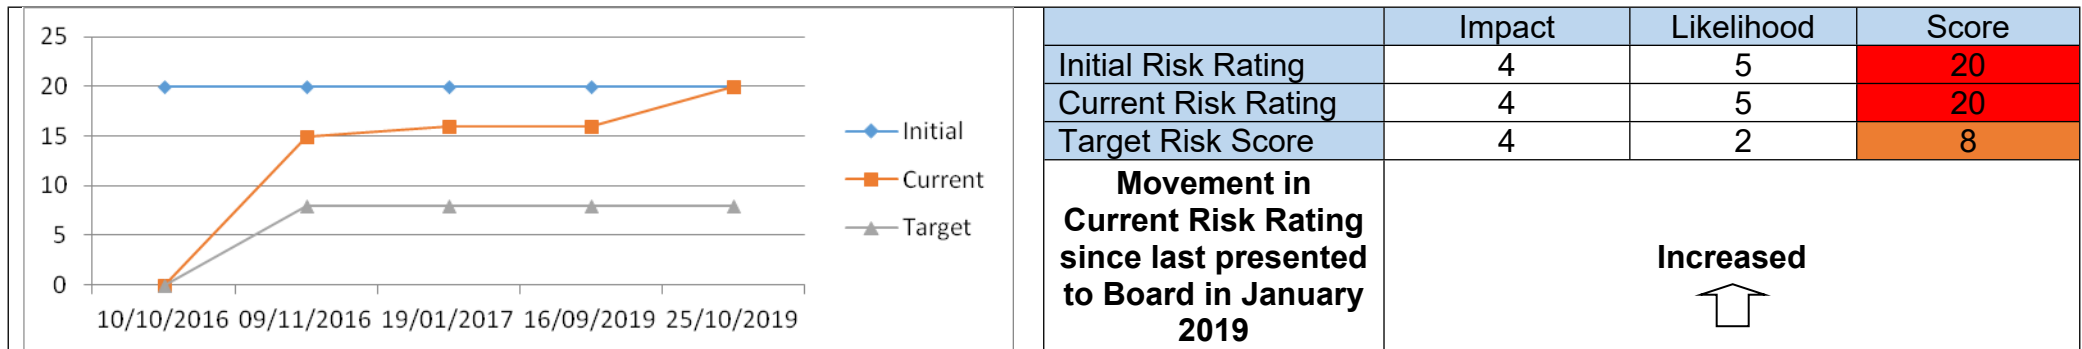 25
20
15
10
5
0
10/10/2016 09/11/2016 19/01/2017 16/09/2019 25/10/2019
Initial
Current
Target
Impact Likelihood Score
Initial Risk Rating 4 5 20
Current Risk Rating 4 5 20
Target Risk Score 4 2 8
Movement in
Current Risk Rating
since last presented
to Board in January
2019
Increased